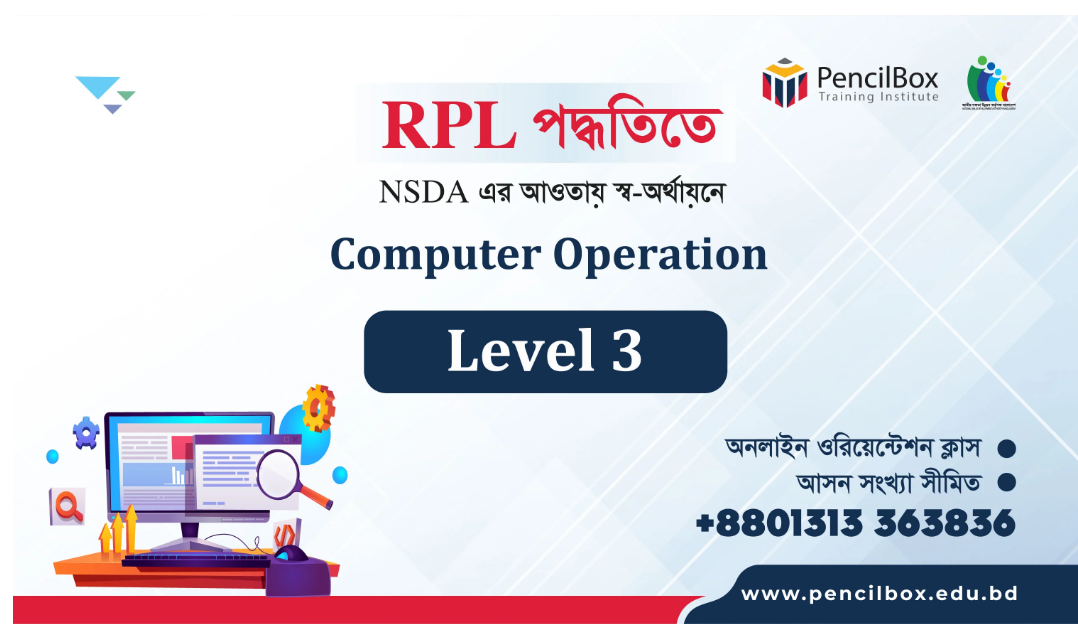 PencilBox
Training Institute
RPL পদ্ধতিতে
NSDA এর আওতায় স্ব-অর্থায়নে
Computer Operation
Level 3
অনলাইন ওরিয়েন্টেশন ক্লাস
আসন সংখ্যা সীমিত
+8801313 363836
www.pencilbox.edu.bd